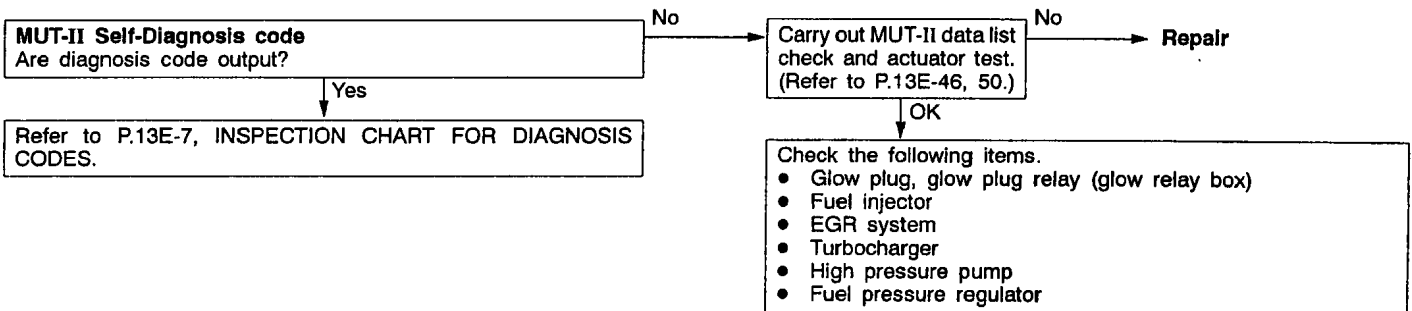 MUT-II Self-Diagnosis code
Are diagnosis code output?
No
Carry out MUT-II data list
check and actuator test.
(Refer to P.13E-46, 50.)
No
Repair
Yes
OK
Refer to P.13E-7, INSPECTION CHART FOR DIAGNOSIS
CODES.
Check the following items.
● Glow plug, glow plug relay (glow relay box)
● Fuel injector
● EGR system
● Turbocharger
● High pressure pump
● Fuel pressure regulator